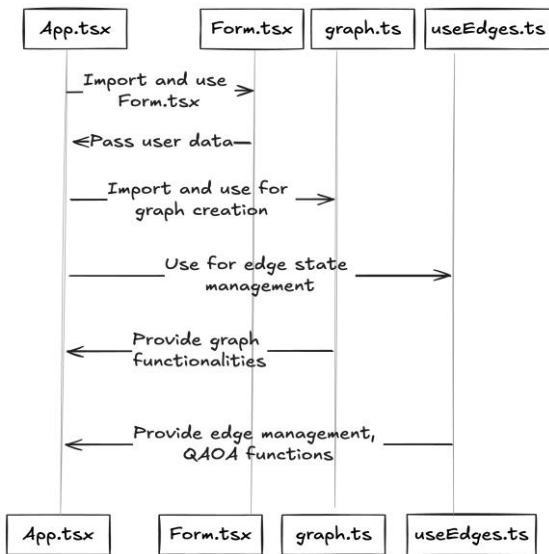 App.tsx
Form.tsx
graph.ts
useEdges.ts
Import and use
Form.tsx
Pass user data
Import and use for
graph creation
Use for edge state
management
Provide graph
functionalities
Provide edge management,
QAOA functions
App.tsx
Form.tsx
graph.ts
useEdges.ts